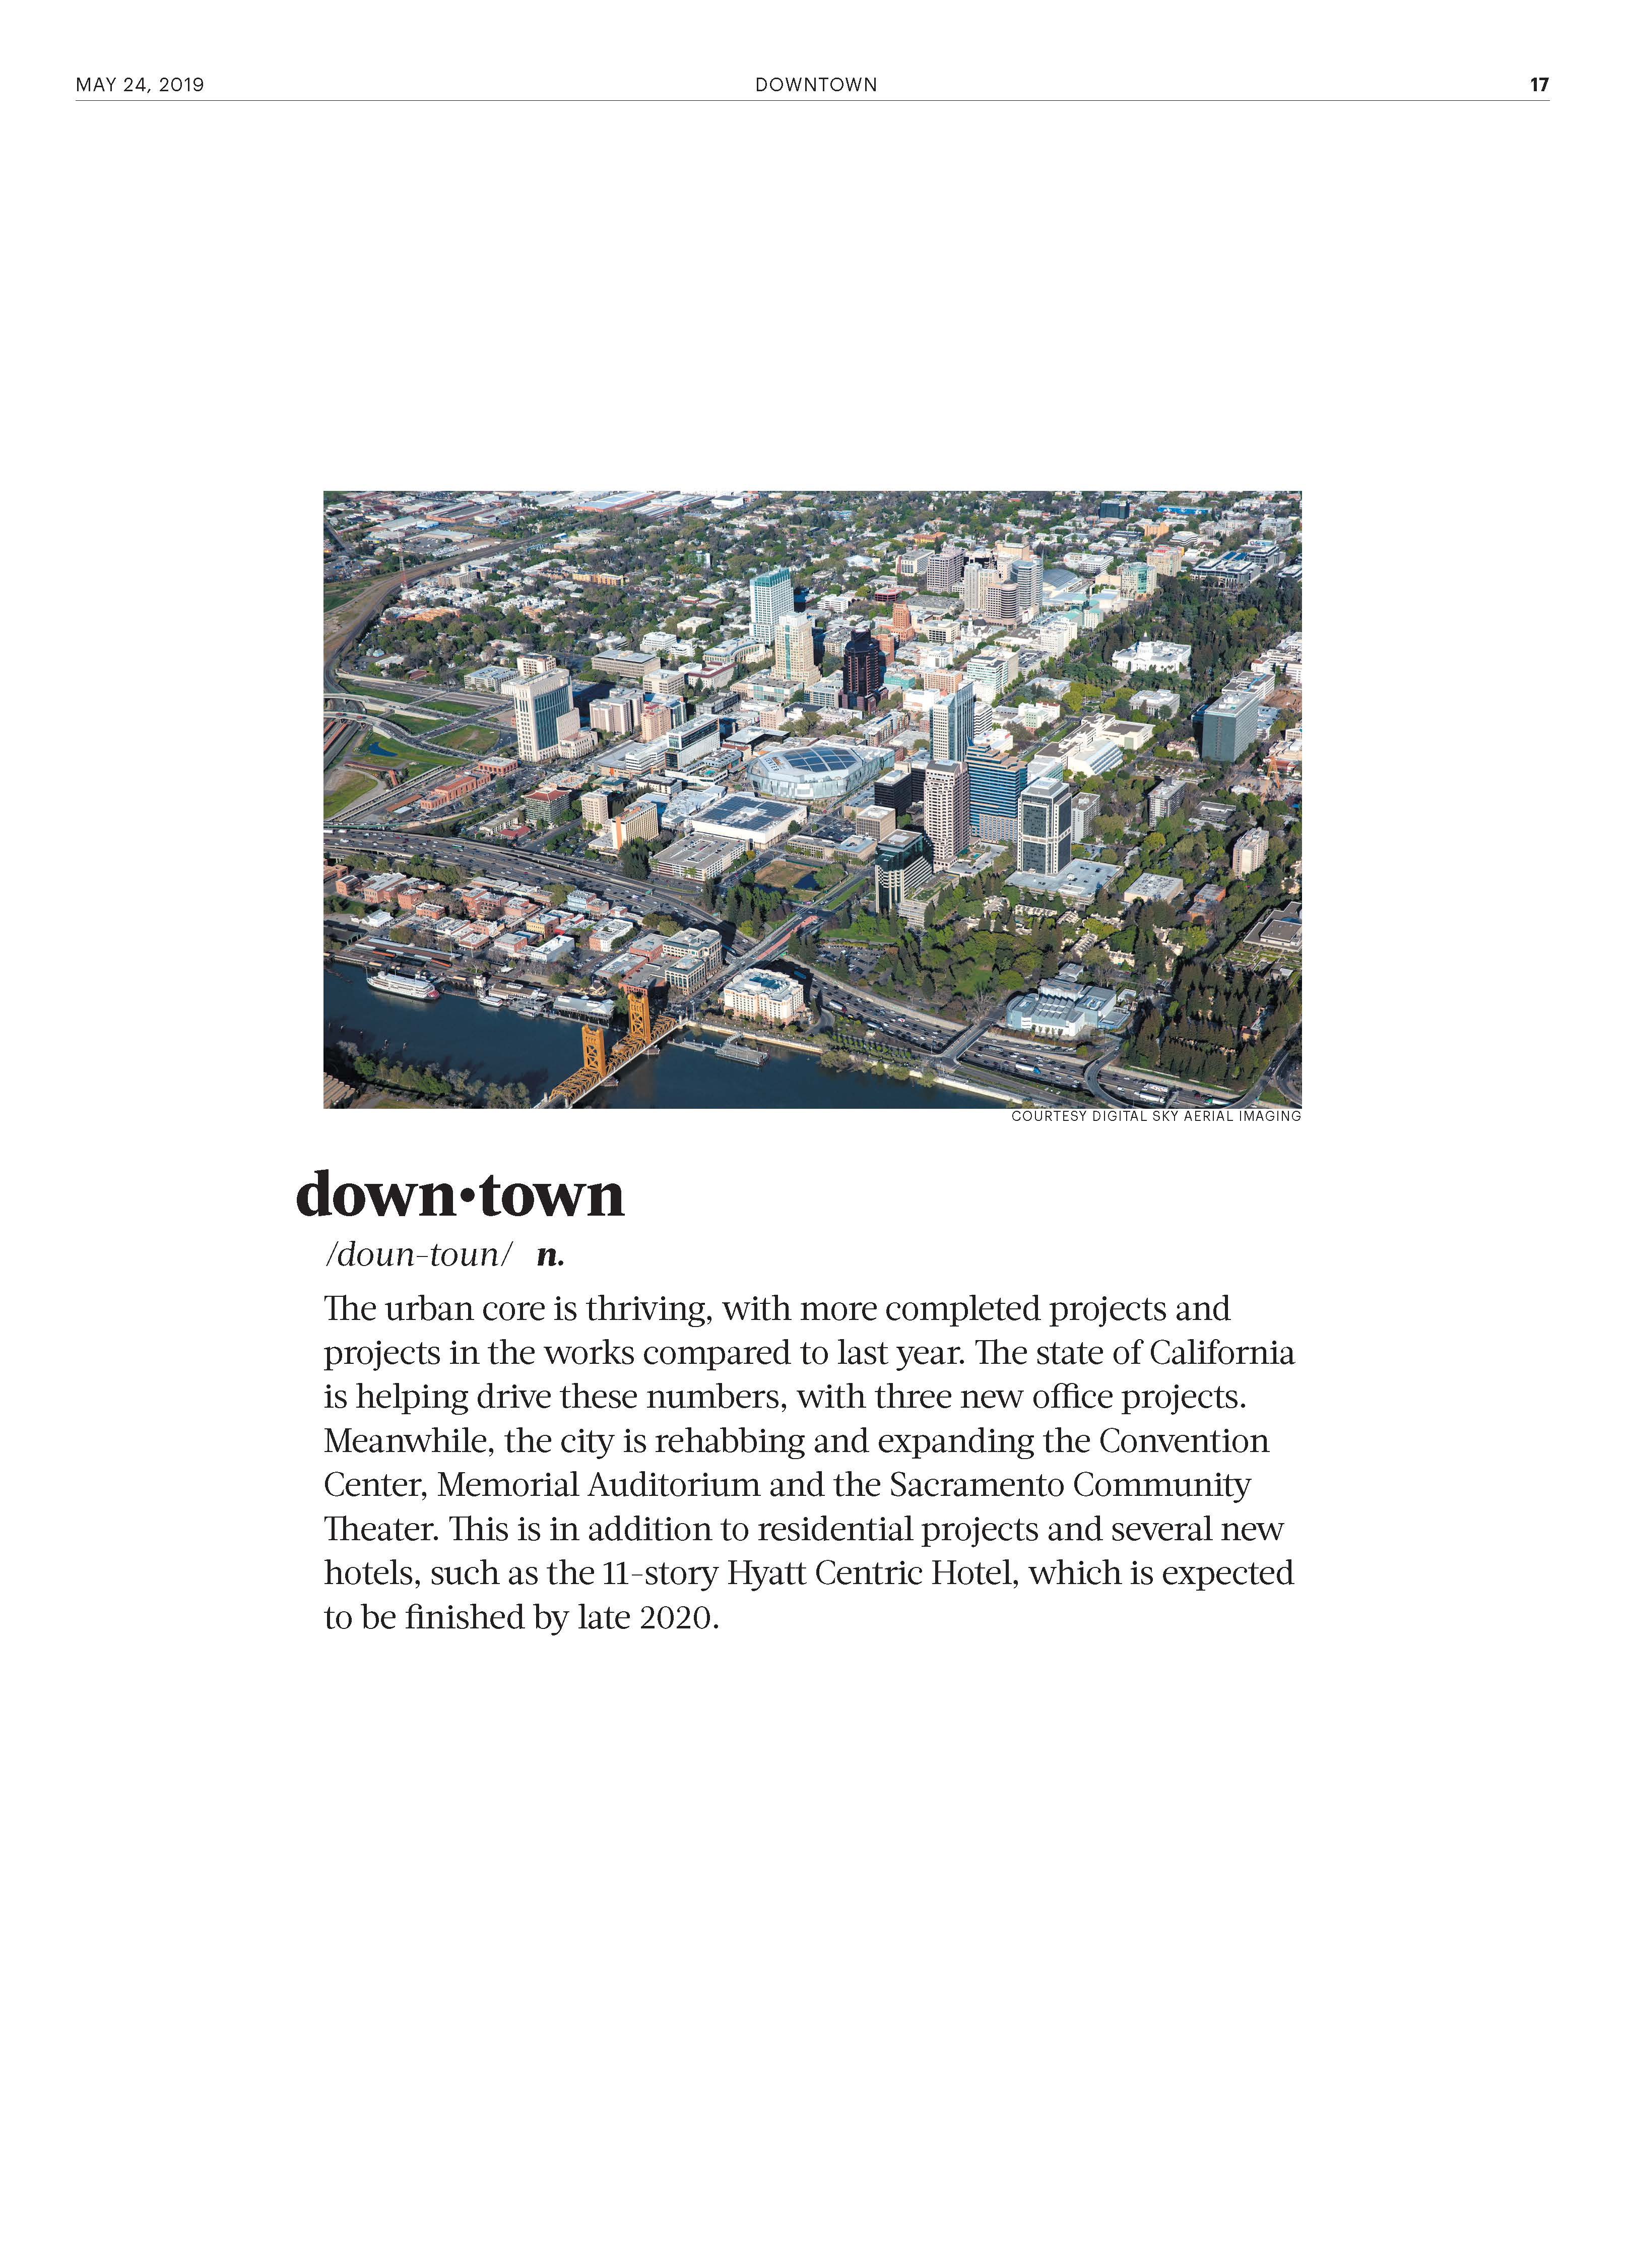 MAY 24, 2019 DOWNTOWN 17
COURTESY DIGITAL SKY AERIAL IMAGING
down•town
/doun-toun/ n.
The urban core is thriving, with more completed projects and
projects in the works compared to last year. The state of California
is helping drive these numbers, with three new office projects.
Meanwhile, the city is rehabbing and expanding the Convention
Center, Memorial Auditorium and the Sacramento Community
Theater. This is in addition to residential projects and several new
hotels, such as the 11-story Hyatt Centric Hotel, which is expected
to be finished by late 2020.